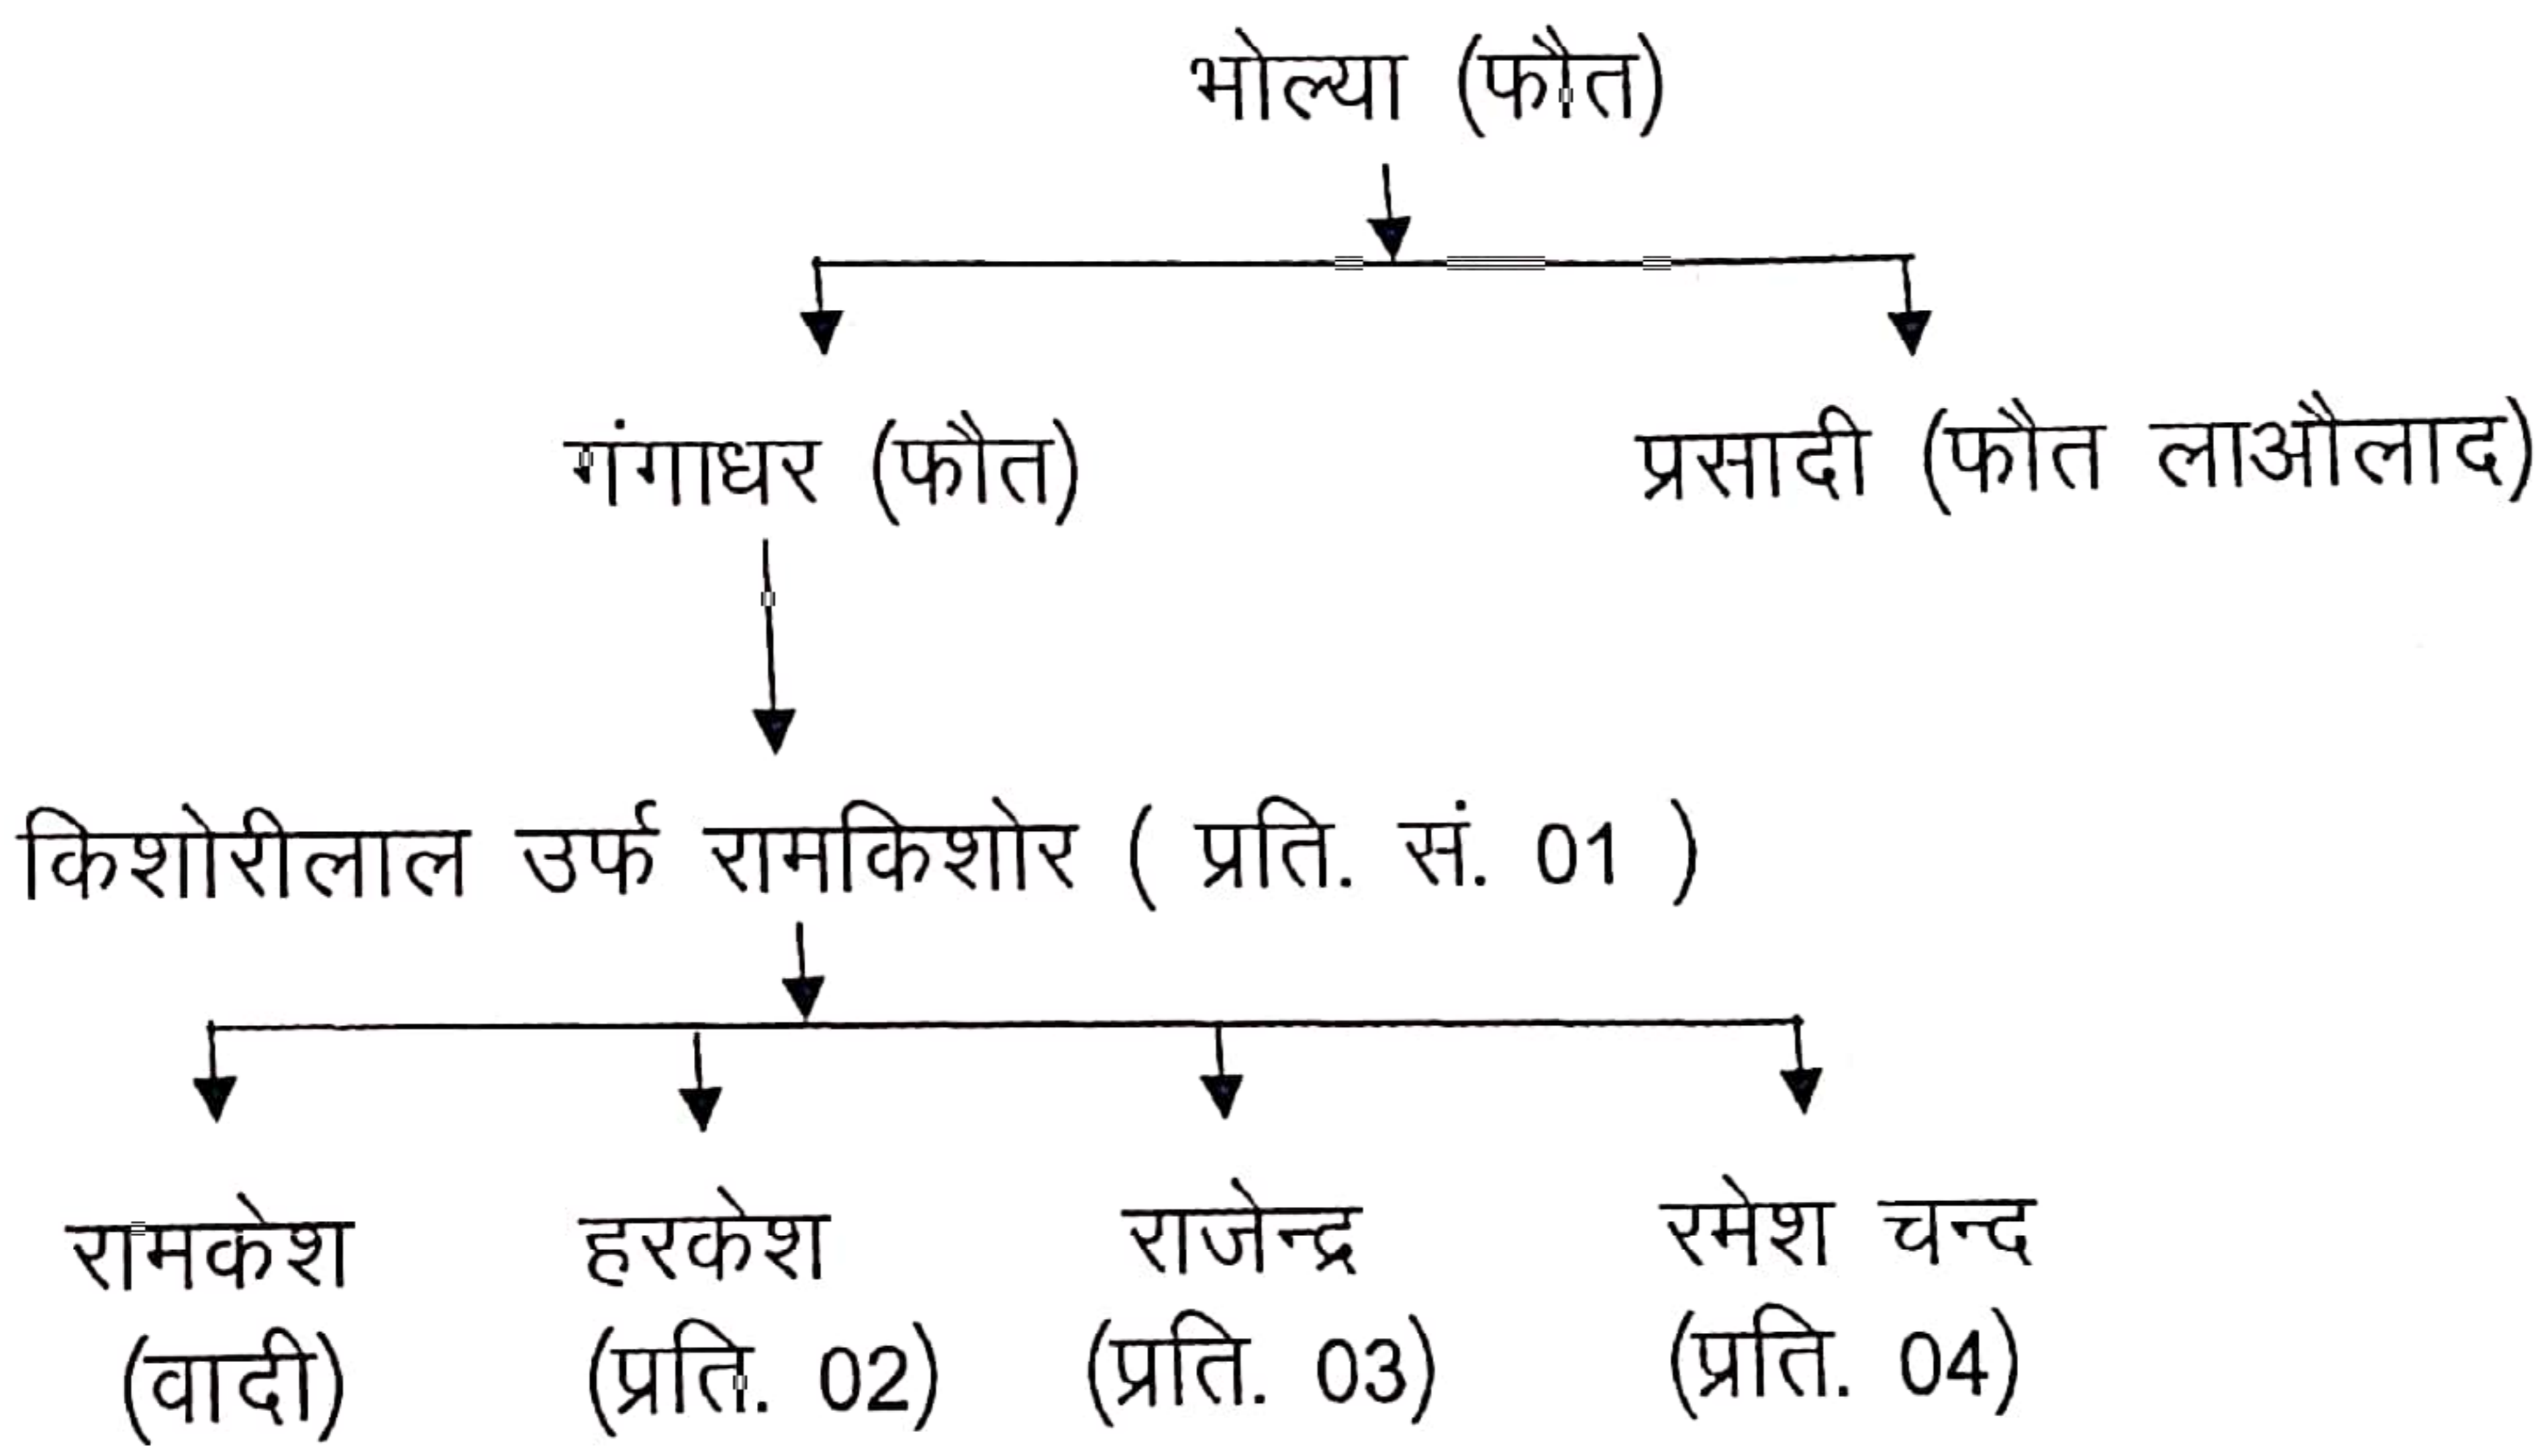 भोल्या (फौत)
गंगाधर (फौत) प्रसादी (फौत लाऔलाद)
किशोरीलाल उर्फ रामकिशोर ( प्रति. सं. 01 )
रामकेश हरकेश राजेन्द्र रमेश चन्द
(वादी) (प्रति. 02) (प्रति. 03) (प्रति. 04)